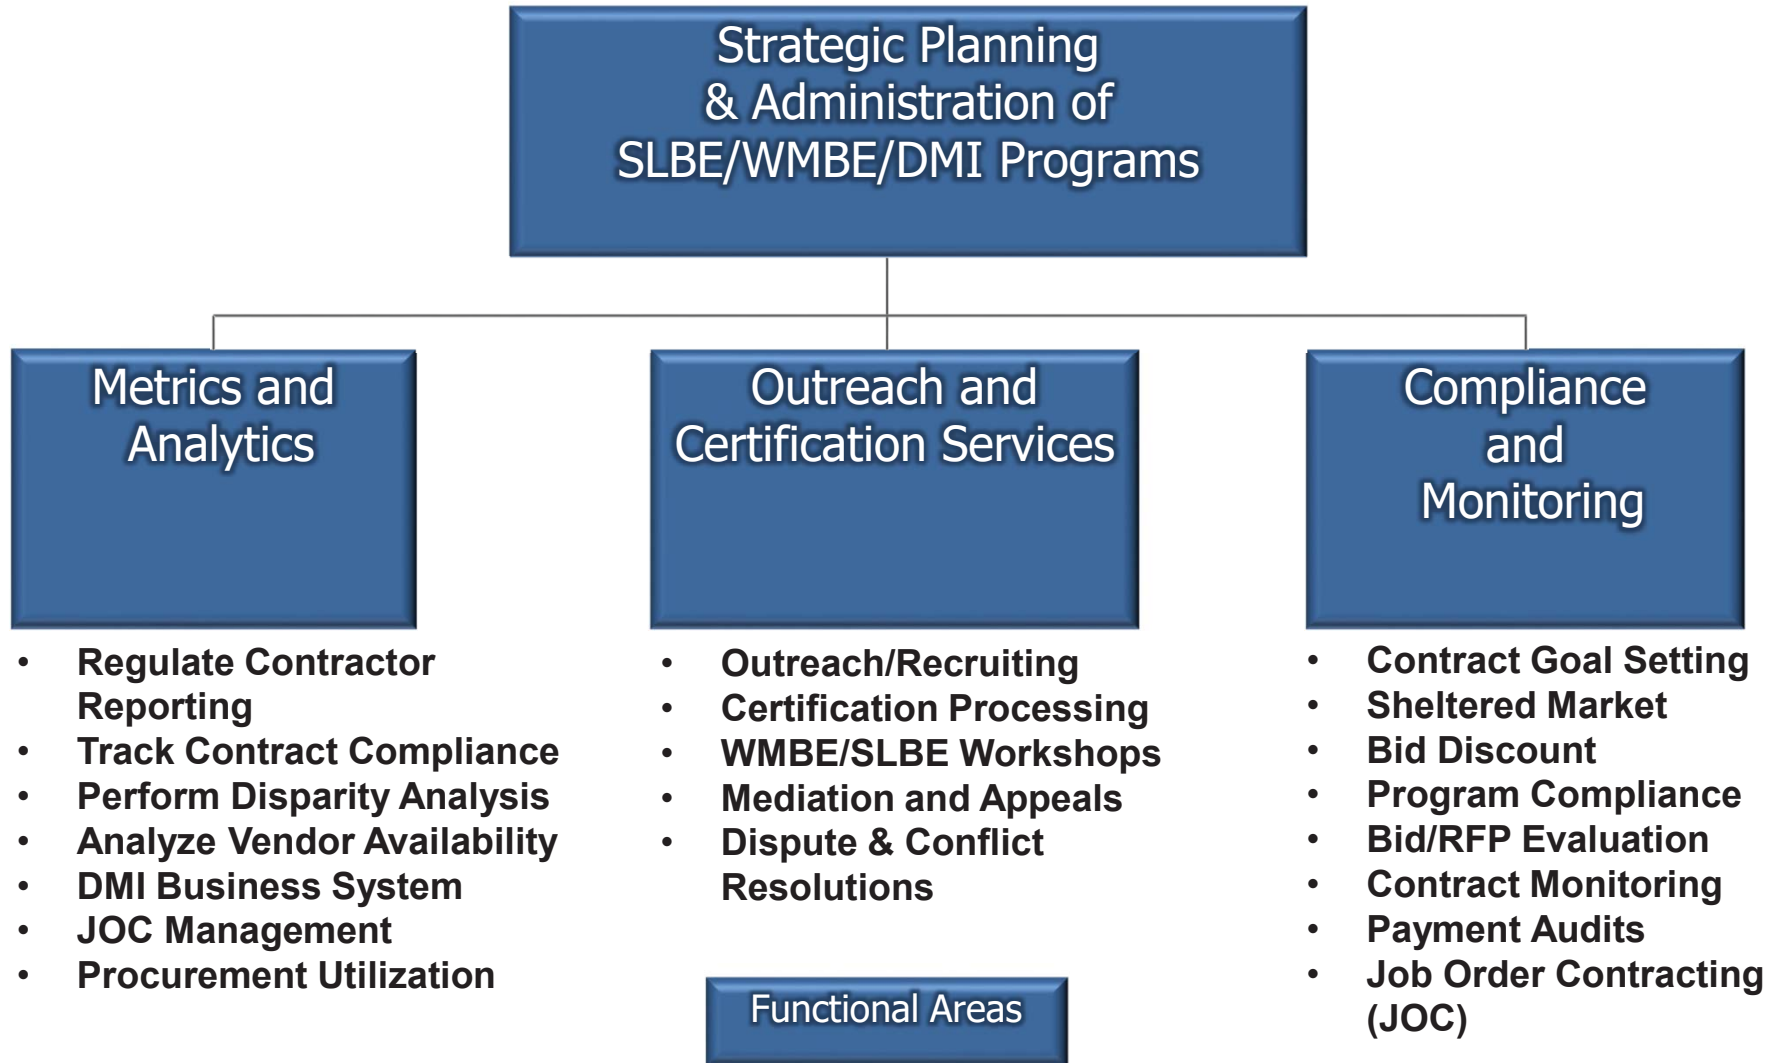 Strategic Planning
& Administration of
SLBE/WMBE/DMI Programs
Metrics and
Analytics
Outreach and
Certification Services
Compliance
and
Monitoring
• Regulate Contractor
Reporting
• Track Contract Compliance
• Perform Disparity Analysis
• Analyze Vendor Availability
• DMI Business System
• JOC Management
• Procurement Utilization
• Outreach/Recruiting
• Certification Processing
• WMBE/SLBE Workshops
• Mediation and Appeals
• Dispute & Conflict
Resolutions
• Contract Goal Setting
• Sheltered Market
• Bid Discount
• Program Compliance
• Bid/RFP Evaluation
• Contract Monitoring
• Payment Audits
• Job Order Contracting
(JOC)
Functional Areas